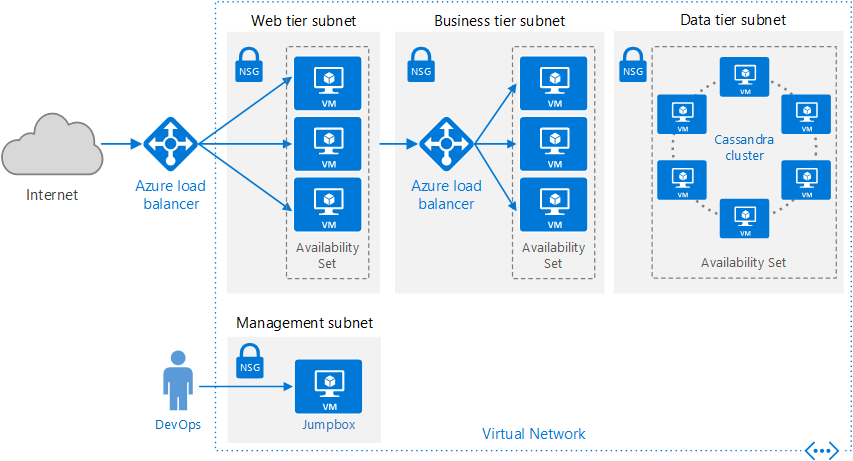 Web tier subnet
Business tier subnet
Data tier subnet
NSG
VM
VM
VM
Availability
Set
NSG
VM
VM
VM
Availability
Set
NSG
VM
VM
VM
Cassandra
cluster
VM
VM
VM
Availability Set
Internet
Azure load
balancer
Azure load
balancer
Management subnet
NSG
VM
Jumpbox
DevOps
Virtual Network